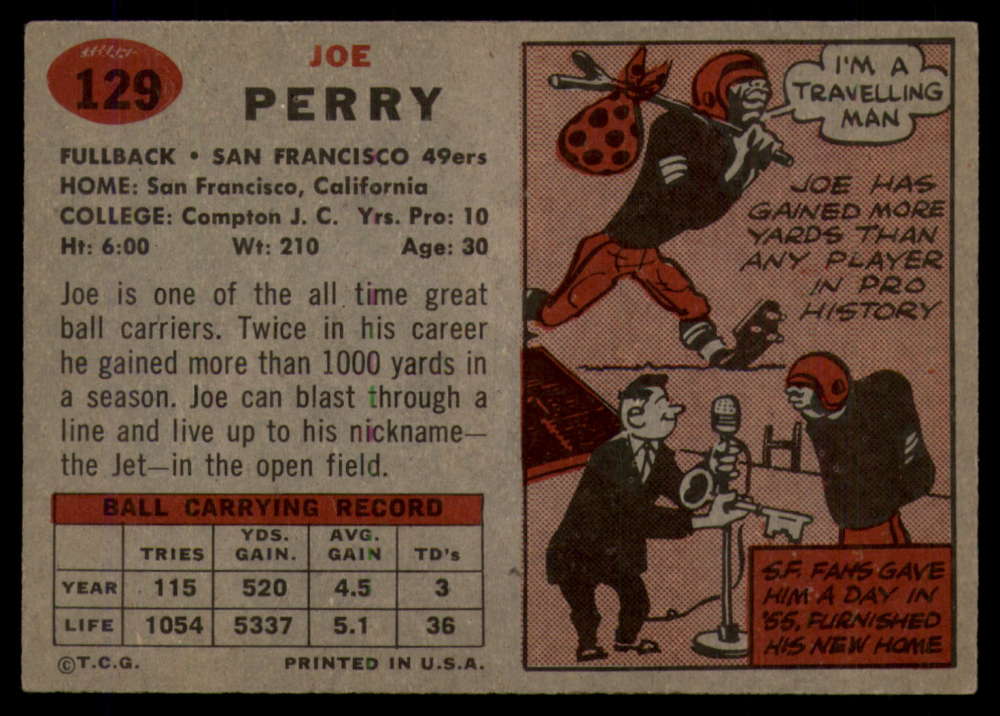 129
JOE
PERRY
FULLBACK • SAN FRANCISCO 49ers
HOME: San Francisco, California
COLLEGE: Compton J. C. Yrs. Pro: 10
Ht: 6:00 Wt: 210 Age: 30
Joe is one of the all time great
ball carriers. Twice in his career
he gained more than 1000 yards in
a season. Joe can blast through a
line and live up to his nickname—
the Jet—in the open field.
BALL CARRYING RECORD
TRIES YDS. GAIN. AVG. GAIN TD's
YEAR 115 520 4.5 3
LIFE 1054 5337 5.1 36
©T.C.G. PRINTED IN U.S.A.
I'M A
TRAVELLING
MAN
JOE HAS
GAINED MORE
YARDS THAN
ANY PLAYER
IN PRO
HISTORY
S.F. FANS GAVE
HIM A DAY IN
'55, FURNISHED
HIS NEW HOME